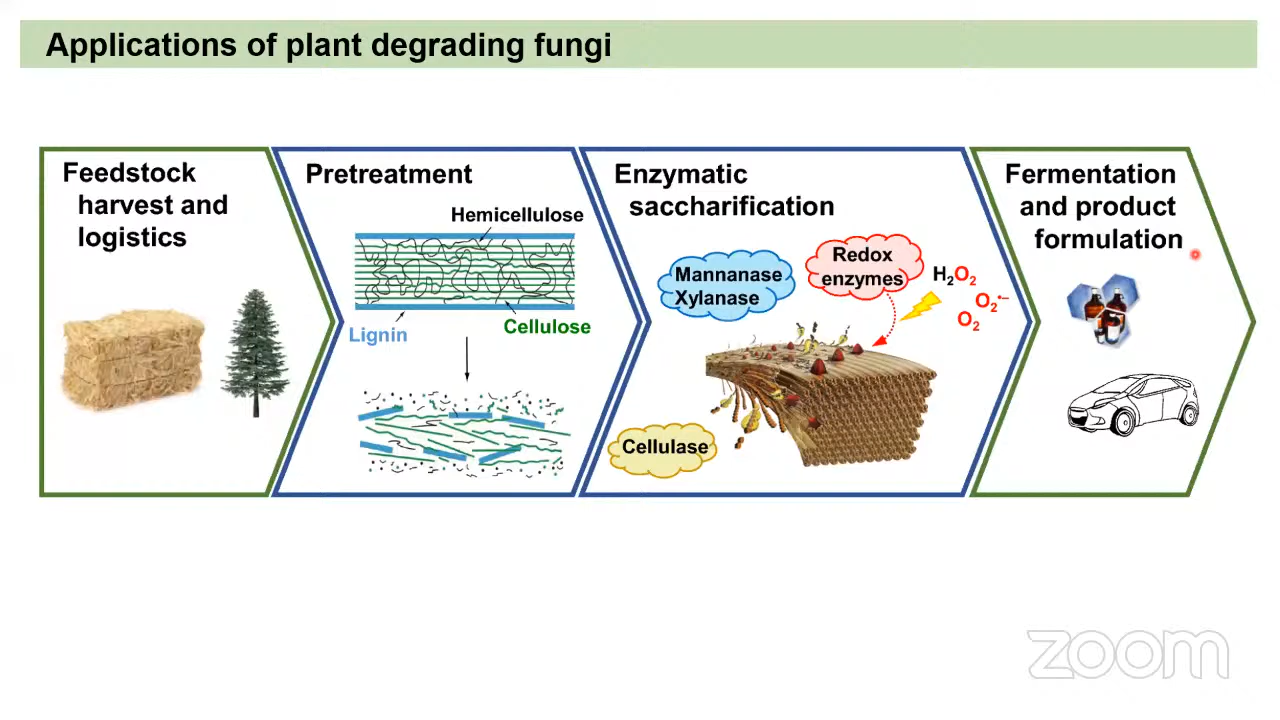 Applications of plant degrading fungi
Feedstock
harvest and
logistics
Pretreatment
Hemicellulose
Lignin
Cellulose
Enzymatic
saccharification
Mannanase
Xylanase
Redox
enzymes
H₂O₂
O₂•–
O₂
Cellulase
Fermentation
and product
formulation
zoom